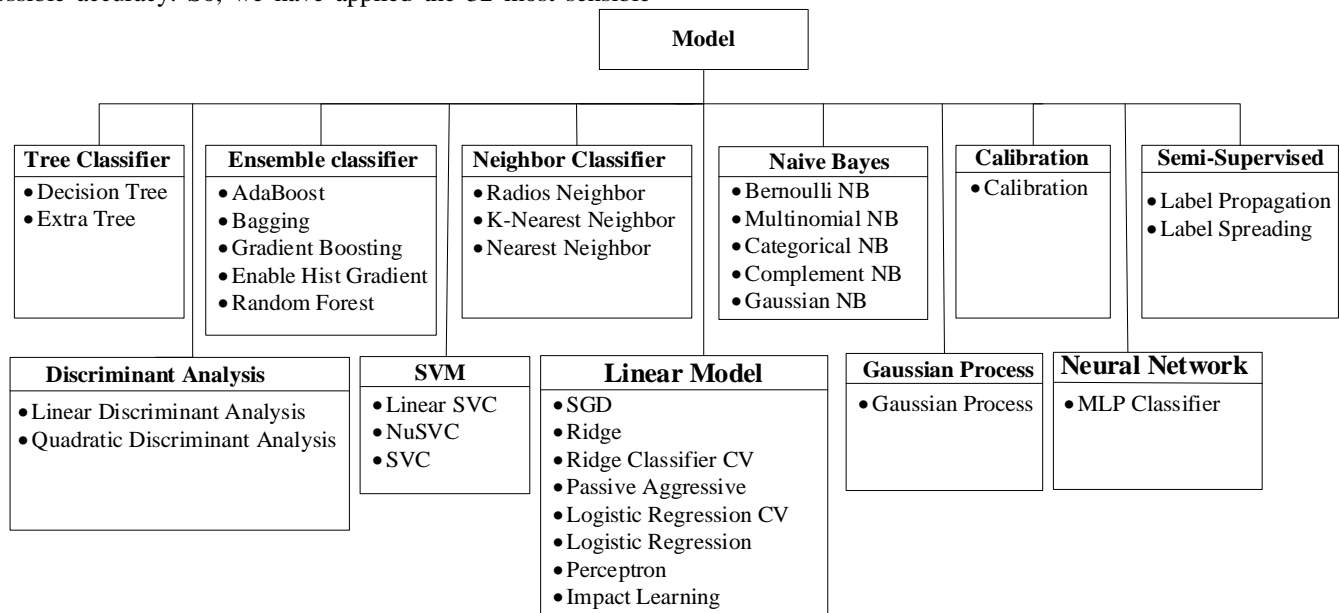 ssible accuracy. So, we have applied the 32 most sensible
Model
Tree Classifier
• Decision Tree
• Extra Tree
Ensemble classifier
• AdaBoost
• Bagging
• Gradient Boosting
• Enable Hist Gradient
• Random Forest
Neighbor Classifier
• Radios Neighbor
• K-Nearest Neighbor
• Nearest Neighbor
Naive Bayes
• Bernoulli NB
• Multinomial NB
• Categorical NB
• Complement NB
• Gaussian NB
Calibration
• Calibration
Semi-Supervised
• Label Propagation
• Label Spreading
Discriminant Analysis
• Linear Discriminant Analysis
• Quadratic Discriminant Analysis
SVM
• Linear SVC
• NuSVC
• SVC
Linear Model
• SGD
• Ridge
• Ridge Classifier CV
• Passive Aggressive
• Logistic Regression CV
• Logistic Regression
• Perceptron
• Impact Learning
Gaussian Process
• Gaussian Process
Neural Network
• MLP Classifier